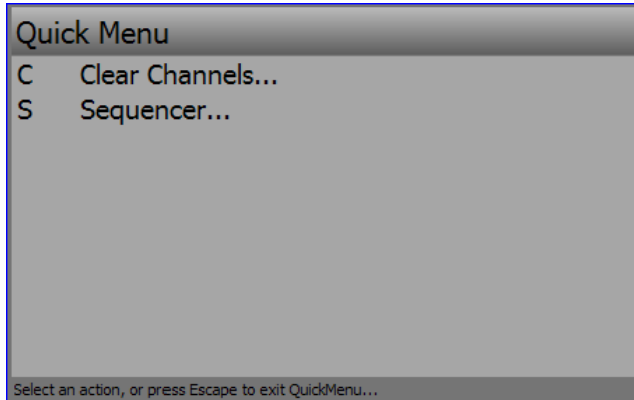 Quick Menu
C Clear Channels...
S Sequencer...
Select an action, or press Escape to exit QuickMenu...